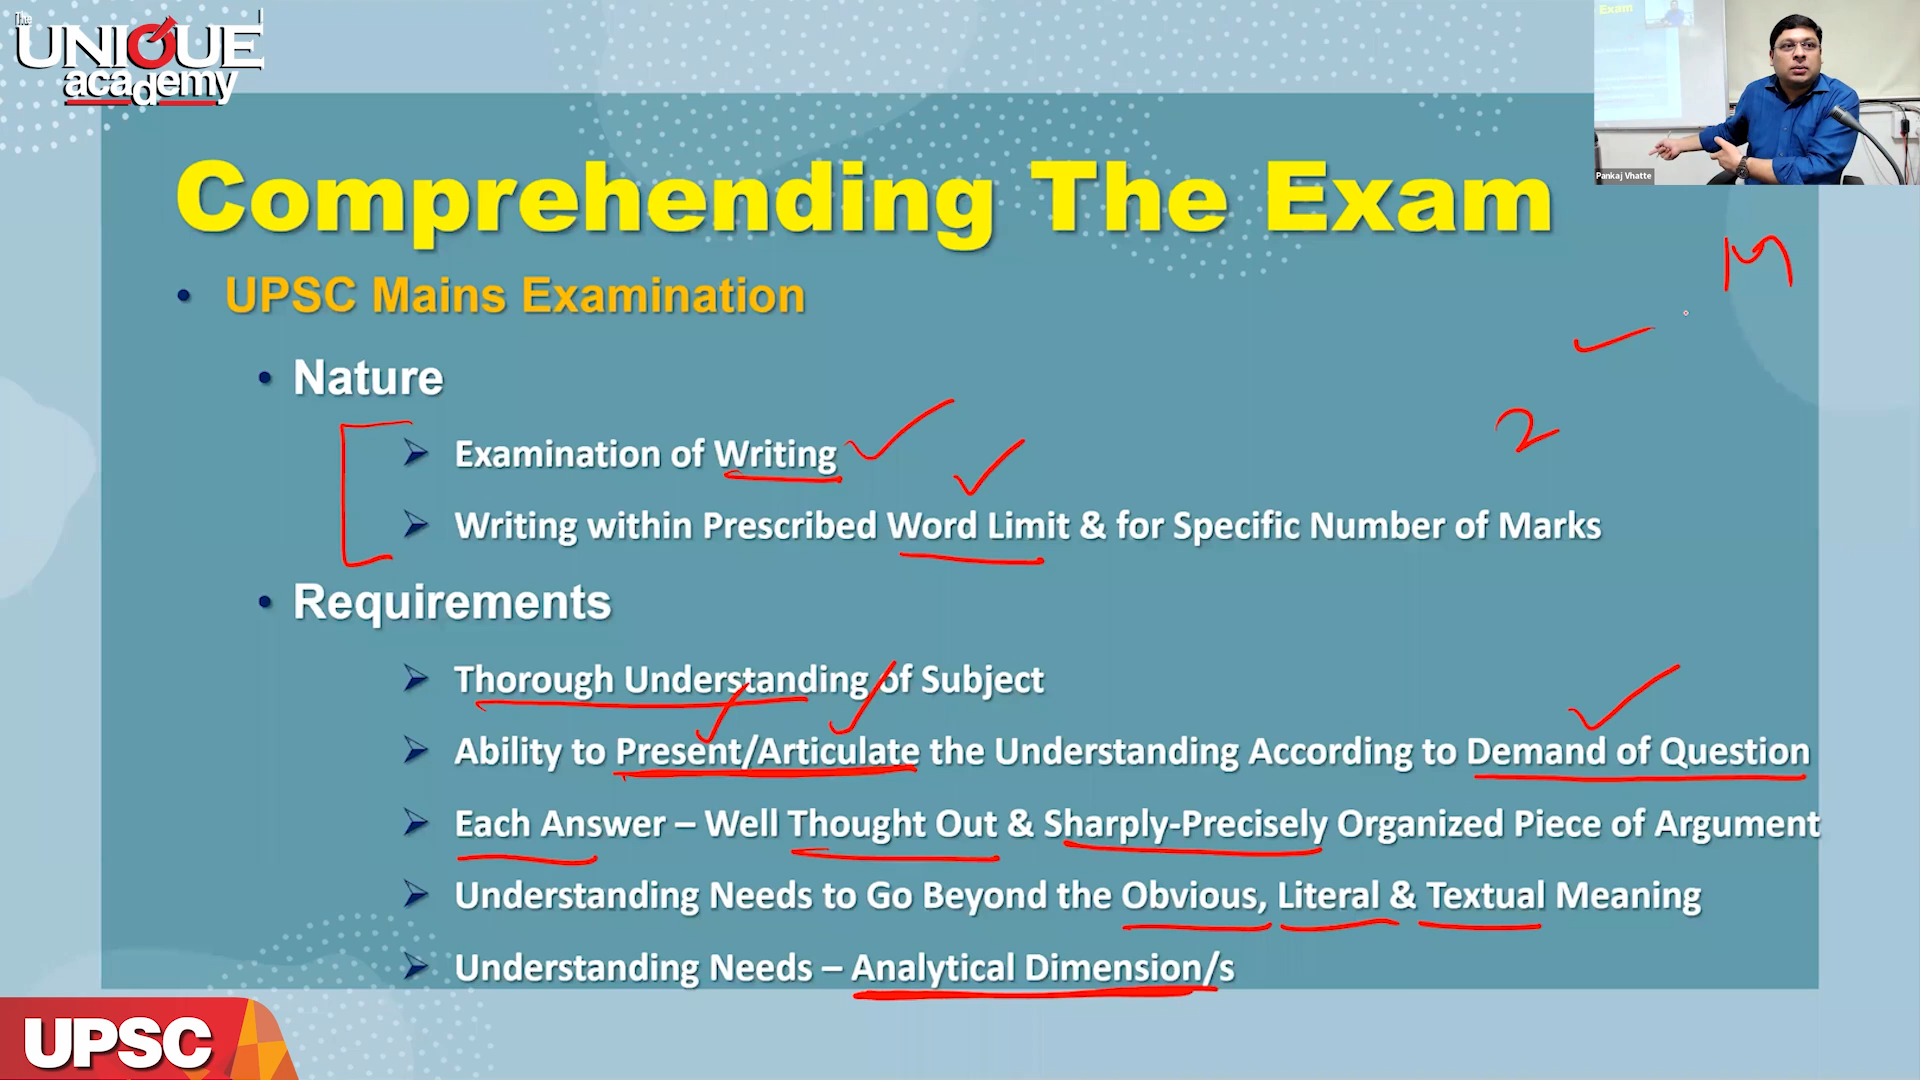 The
UNIQUE
academy
Exam
Pankaj Vhatte
Comprehending The Exam
M
• UPSC Mains Examination
• Nature
➢ Examination of Writing
2
➢ Writing within Prescribed Word Limit & for Specific Number of Marks
• Requirements
➢ Thorough Understanding of Subject
➢ Ability to Present/Articulate the Understanding According to Demand of Question
➢ Each Answer – Well Thought Out & Sharply-Precisely Organized Piece of Argument
➢ Understanding Needs to Go Beyond the Obvious, Literal & Textual Meaning
➢ Understanding Needs – Analytical Dimension/s
UPSC